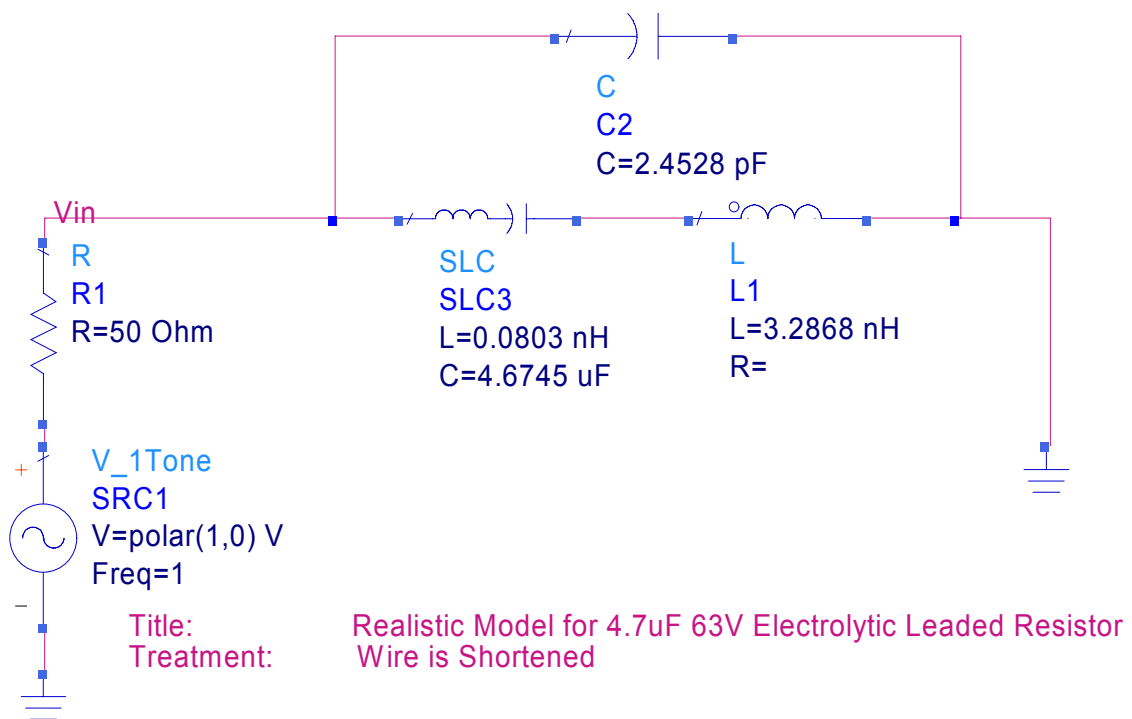 C
C2
C=2.4528 pF
Vin
R
R1
R=50 Ohm
SLC
SLC3
L=0.0803 nH
C=4.6745 uF
L
L1
L=3.2868 nH
R=
+
V_1Tone
SRC1
V=polar(1,0) V
Freq=1
−
Title: Realistic Model for 4.7uF 63V Electrolytic Leaded Resistor
Treatment: Wire is Shortened